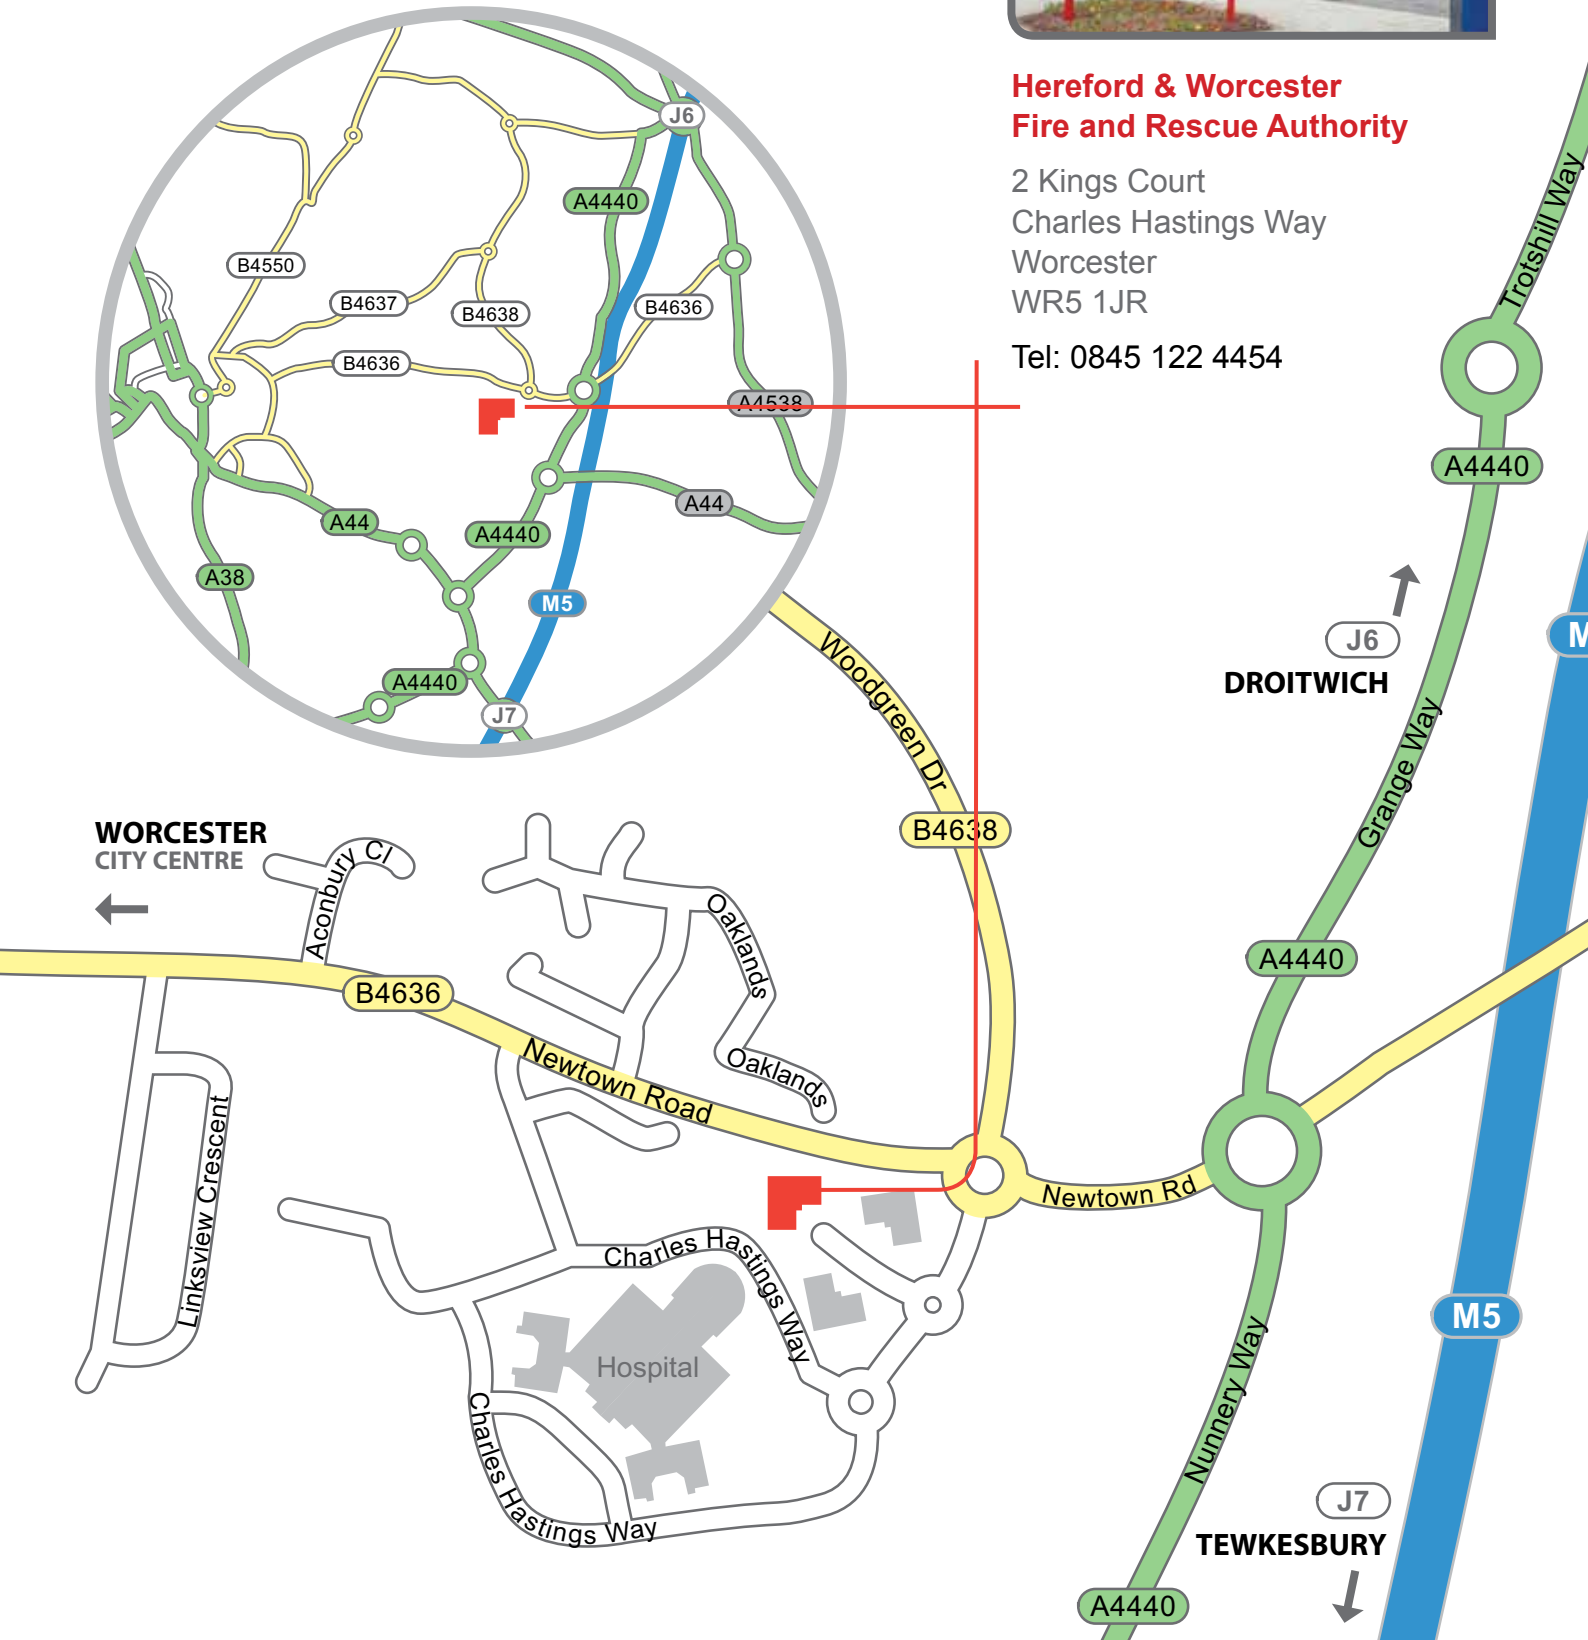 Hereford & Worcester
Fire and Rescue Authority
2 Kings Court
Charles Hastings Way
Worcester
WR5 1JR
Tel: 0845 122 4454
J6
A4440
B4550
B4637
B4638
B4636
B4636
A4538
A44
A44
A4440
A38
M5
A4440
J7
Trotshill Way
A4440
J6
DROITWICH
M
Grange Way
Woodgreen Dr
B4638
WORCESTER
CITY CENTRE
Aconbury Cl
Oaklands
Oaklands
A4440
B4636
Newtown Road
Newtown Rd
Linksview Crescent
Charles Hastings Way
Hospital
M5
Nunnery Way
Charles Hastings Way
J7
TEWKESBURY
A4440